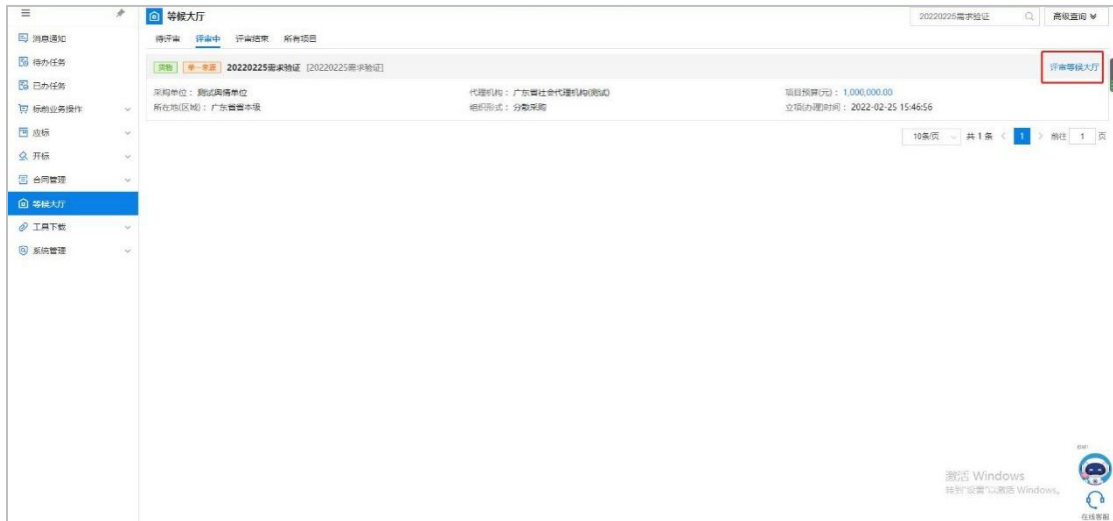 等候大厅
20220225需求验证 高级查询
消息通知
待办任务
已办任务
标前业务操作
应标
开标
合同管理
等候大厅
工具下载
系统管理
待评审 评审中 评审结束 所有项目
单一来源 20220225需求验证 [20220225需求验证] 评审等候大厅
采购单位：测试舆情单位 代理机构：广东省社会代理机构(测试) 项目预算(元)：1,000,000.00
所在地(区域)：广东省省本级 组织形式：分散采购 立项(办理)时间：2022-02-25 15:46:56
10条/页 共 1 条 1 前往 1 页
激活 Windows
转到"设置"以激活 Windows。
在线客服